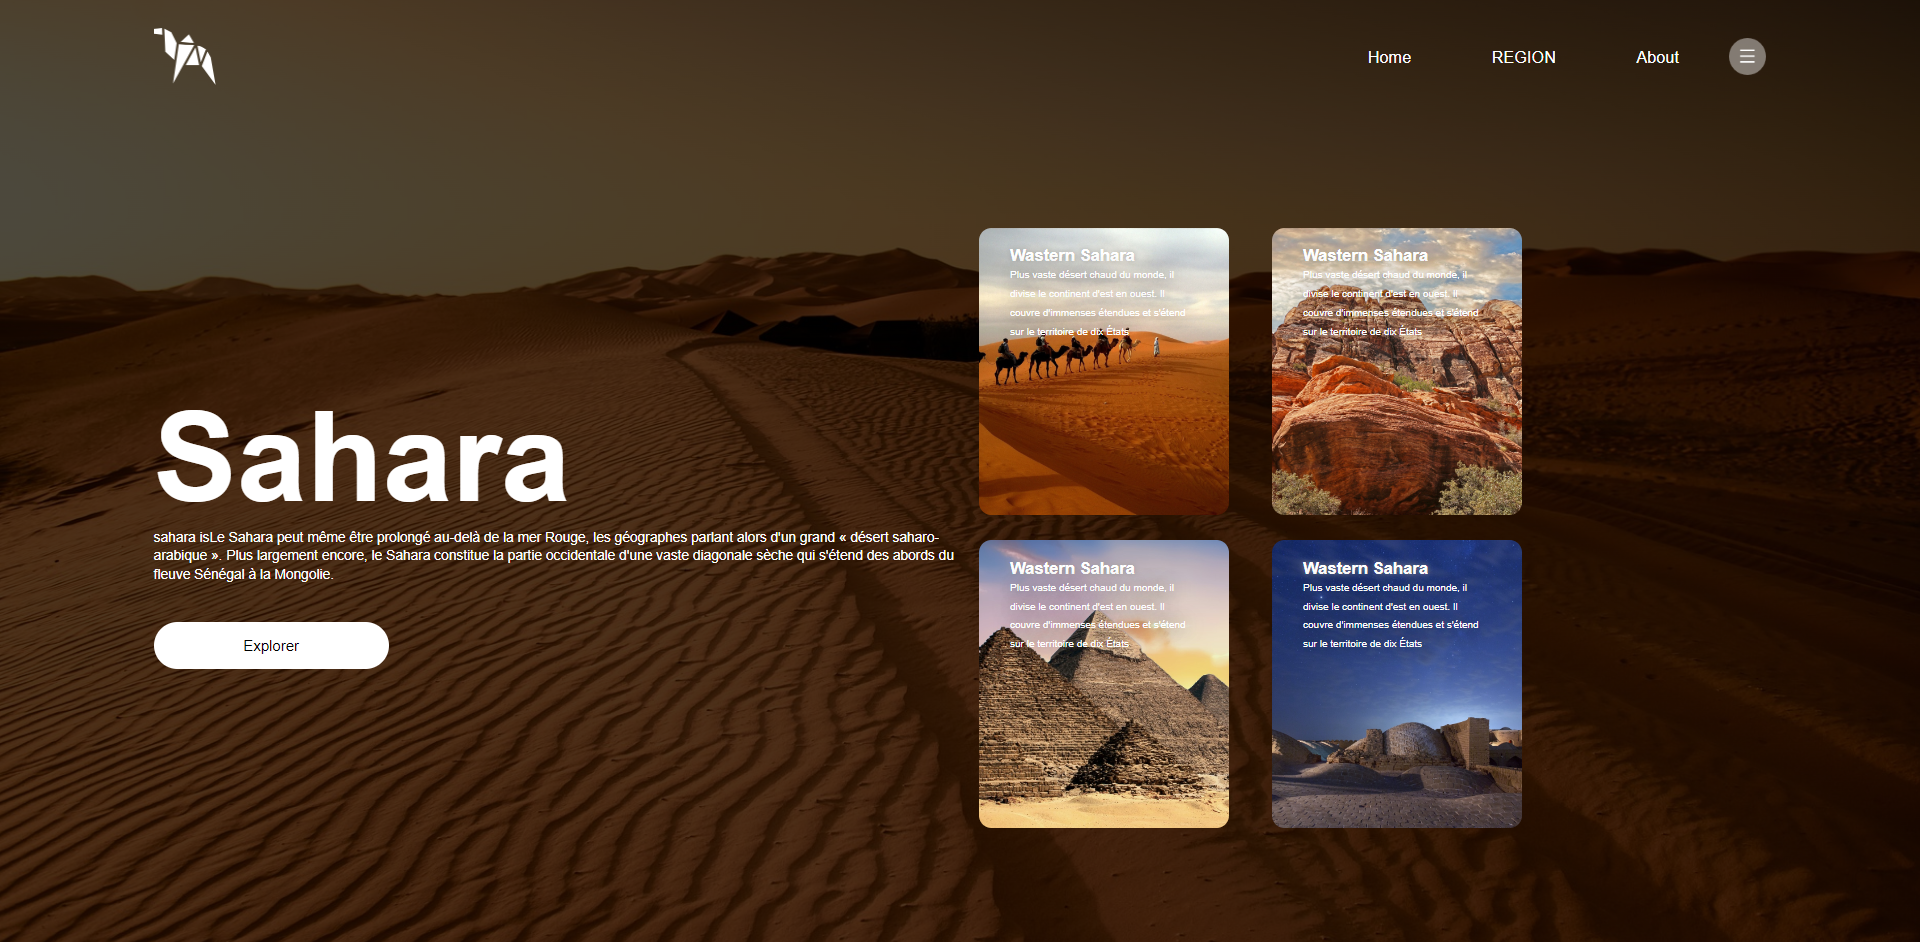 Home
REGION
About
Wastern Sahara
Plus vaste désert chaud du monde, il
divise le continent d'est en ouest. Il
couvre d'immenses étendues et s'étend
sur le territoire de dix États
Wastern Sahara
Plus vaste désert chaud du monde, il
divise le continent d'est en ouest. Il
couvre d'immenses étendues et s'étend
sur le territoire de dix États
Sahara
sahara isLe Sahara peut même être prolongé au-delà de la mer Rouge, les géographes parlant alors d'un grand « désert saharo-
arabique ». Plus largement encore, le Sahara constitue la partie occidentale d'une vaste diagonale sèche qui s'étend des abords du
fleuve Sénégal à la Mongolie.
Explorer
Wastern Sahara
Plus vaste désert chaud du monde, il
divise le continent d'est en ouest. Il
couvre d'immenses étendues et s'étend
sur le territoire de dix États
Wastern Sahara
Plus vaste désert chaud du monde, il
divise le continent d'est en ouest. Il
couvre d'immenses étendues et s'étend
sur le territoire de dix États